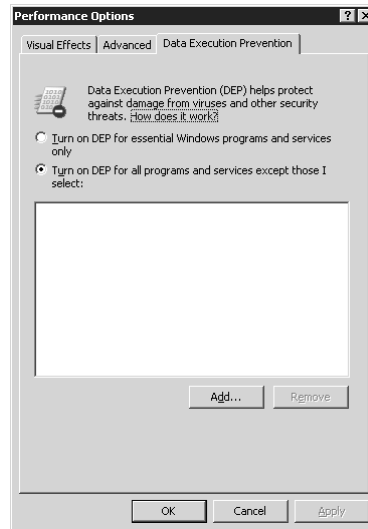 Performance Options
Visual Effects Advanced Data Execution Prevention
Data Execution Prevention (DEP) helps protect
against damage from viruses and other security
threats. How does it work?
Turn on DEP for essential Windows programs and services
only
Turn on DEP for all programs and services except those I
select:
Add... Remove
OK Cancel Apply